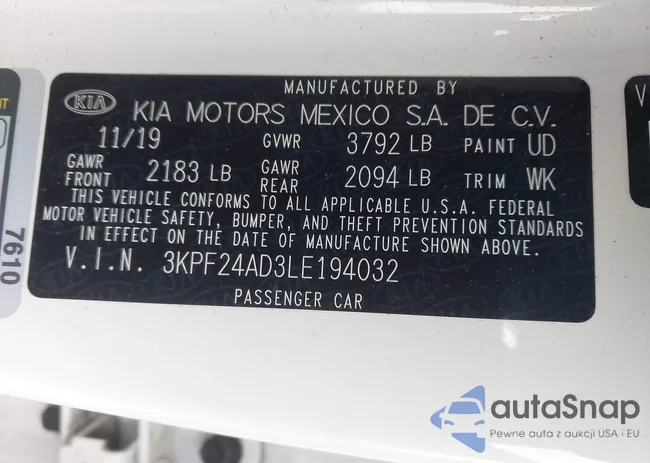 MANUFACTURED BY
KIA KIA MOTORS MEXICO S.A. DE C.V.
11/19 GVWR 3792 LB PAINT UD
GAWR FRONT 2183 LB GAWR REAR 2094 LB TRIM WK
THIS VEHICLE CONFORMS TO ALL APPLICABLE U.S.A. FEDERAL
MOTOR VEHICLE SAFETY, BUMPER, AND THEFT PREVENTION STANDARDS
IN EFFECT ON THE DATE OF MANUFACTURE SHOWN ABOVE.
V.I.N. 3KPF24AD3LE194032
PASSENGER CAR
7610
autaSnap
Pewne auta z aukcji USA i EU